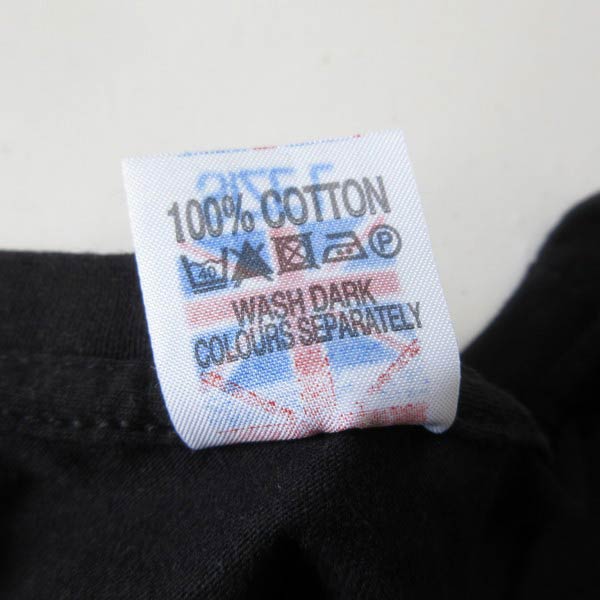 100% COTTON
40 P
WASH DARK
COLOURS SEPARATELY